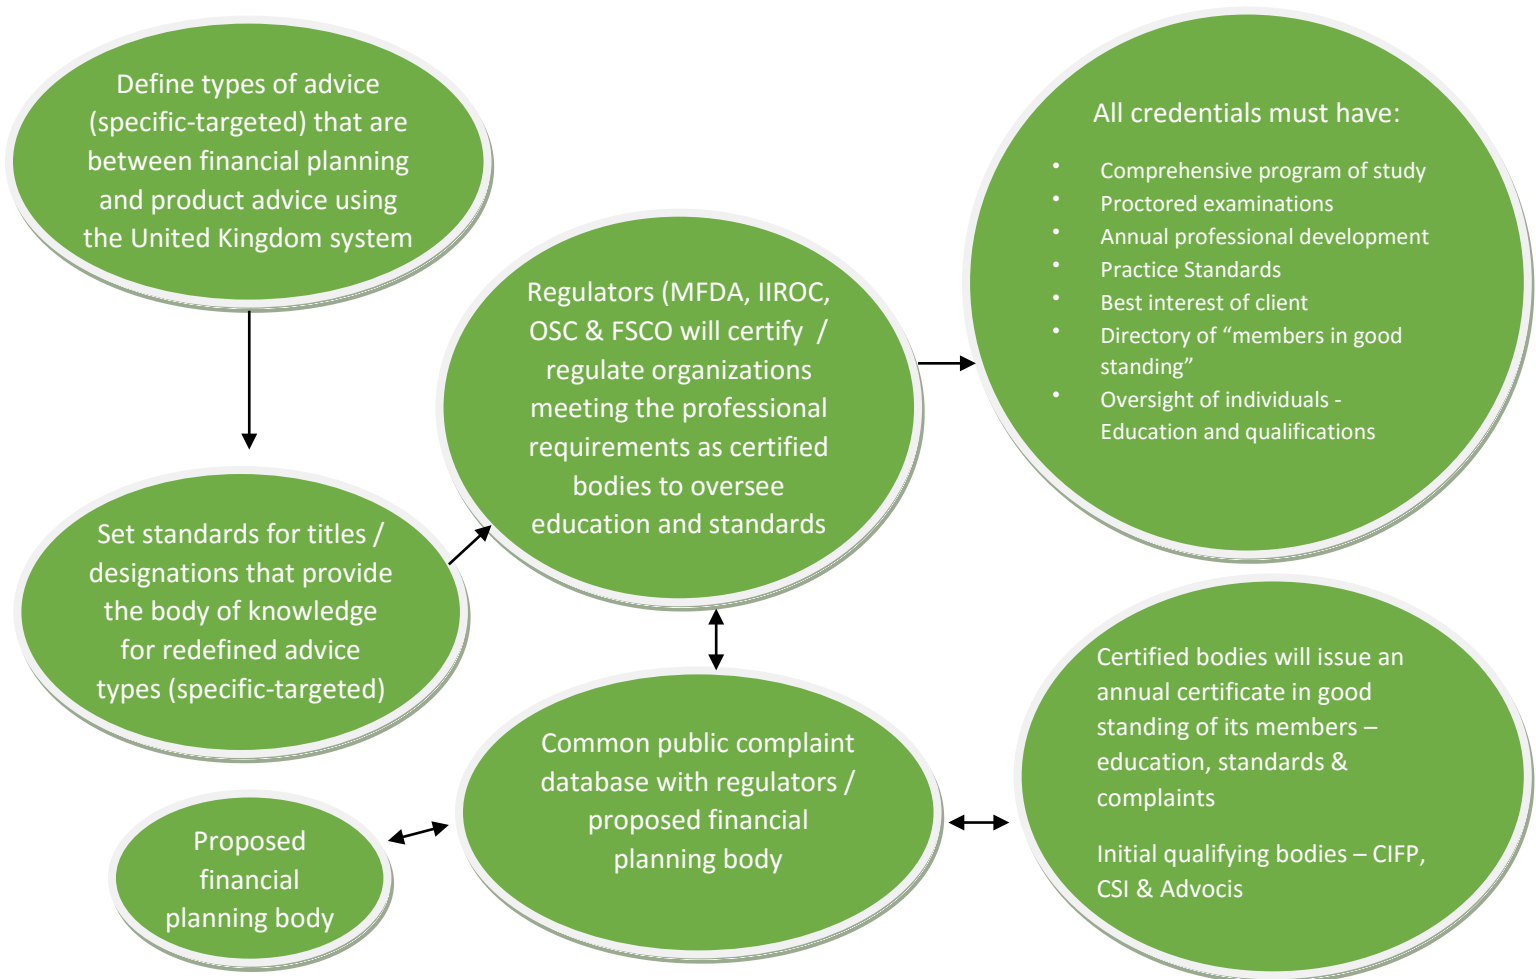 Define types of advice
(specific-targeted) that are
between financial planning
and product advice using
the United Kingdom system
Set standards for titles /
designations that provide
the body of knowledge
for redefined advice
types (specific-targeted)
Regulators (MFDA, IIROC,
OSC & FSCO will certify /
regulate organizations
meeting the professional
requirements as certified
bodies to oversee
education and standards
All credentials must have:
• Comprehensive program of study
• Proctored examinations
• Annual professional development
• Practice Standards
• Best interest of client
• Directory of “members in good
standing”
• Oversight of individuals -
Education and qualifications
Common public complaint
database with regulators /
proposed financial
planning body
Proposed
financial
planning body
Certified bodies will issue an
annual certificate in good
standing of its members –
education, standards &
complaints
Initial qualifying bodies – CIFP,
CSI & Advocis